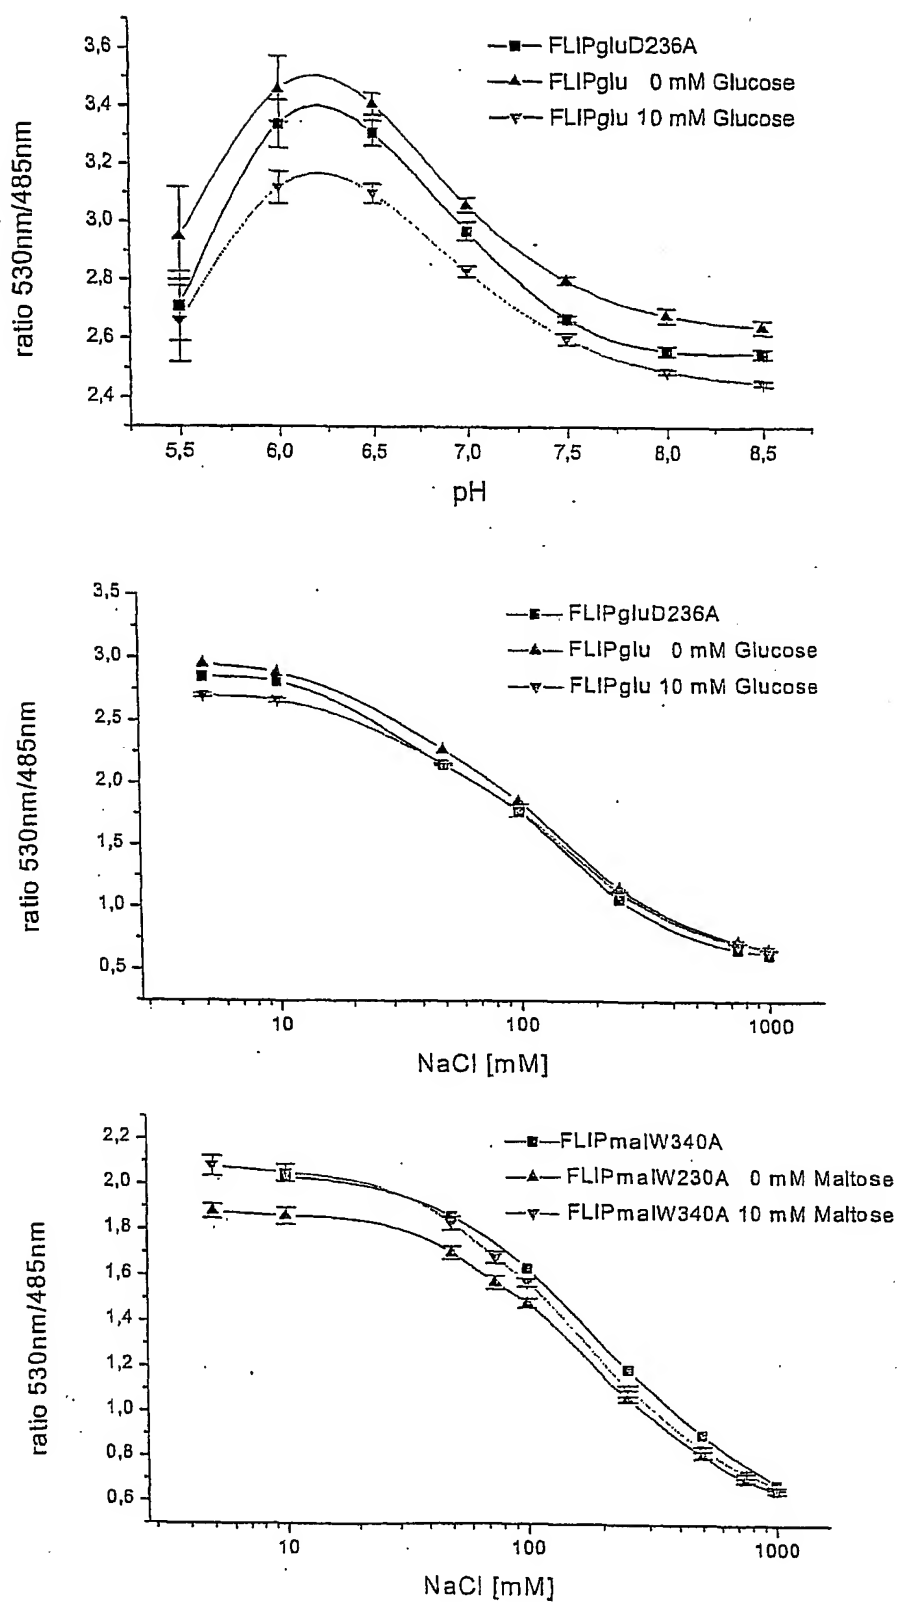 3,6
3,4
3,2
3,0
2,8
2,6
2,4
ratio 530nm/485nm
FLIPgluD236A
FLIPglu 0 mM Glucose
FLIPglu 10 mM Glucose
5,5 6,0 6,5 7,0 7,5 8,0 8,5
pH
3,5
3,0
2,5
2,0
1,5
1,0
0,5
ratio 530nm/485nm
FLIPgluD236A
FLIPglu 0 mM Glucose
FLIPglu 10 mM Glucose
10 100 1000
NaCl [mM]
2,2
2,0
1,8
1,6
1,4
1,2
1,0
0,8
0,6
ratio 530nm/485nm
FLIPmalW340A
FLIPmalW230A 0 mM Maltose
FLIPmalW340A 10 mM Maltose
10 100 1000
NaCl [mM]